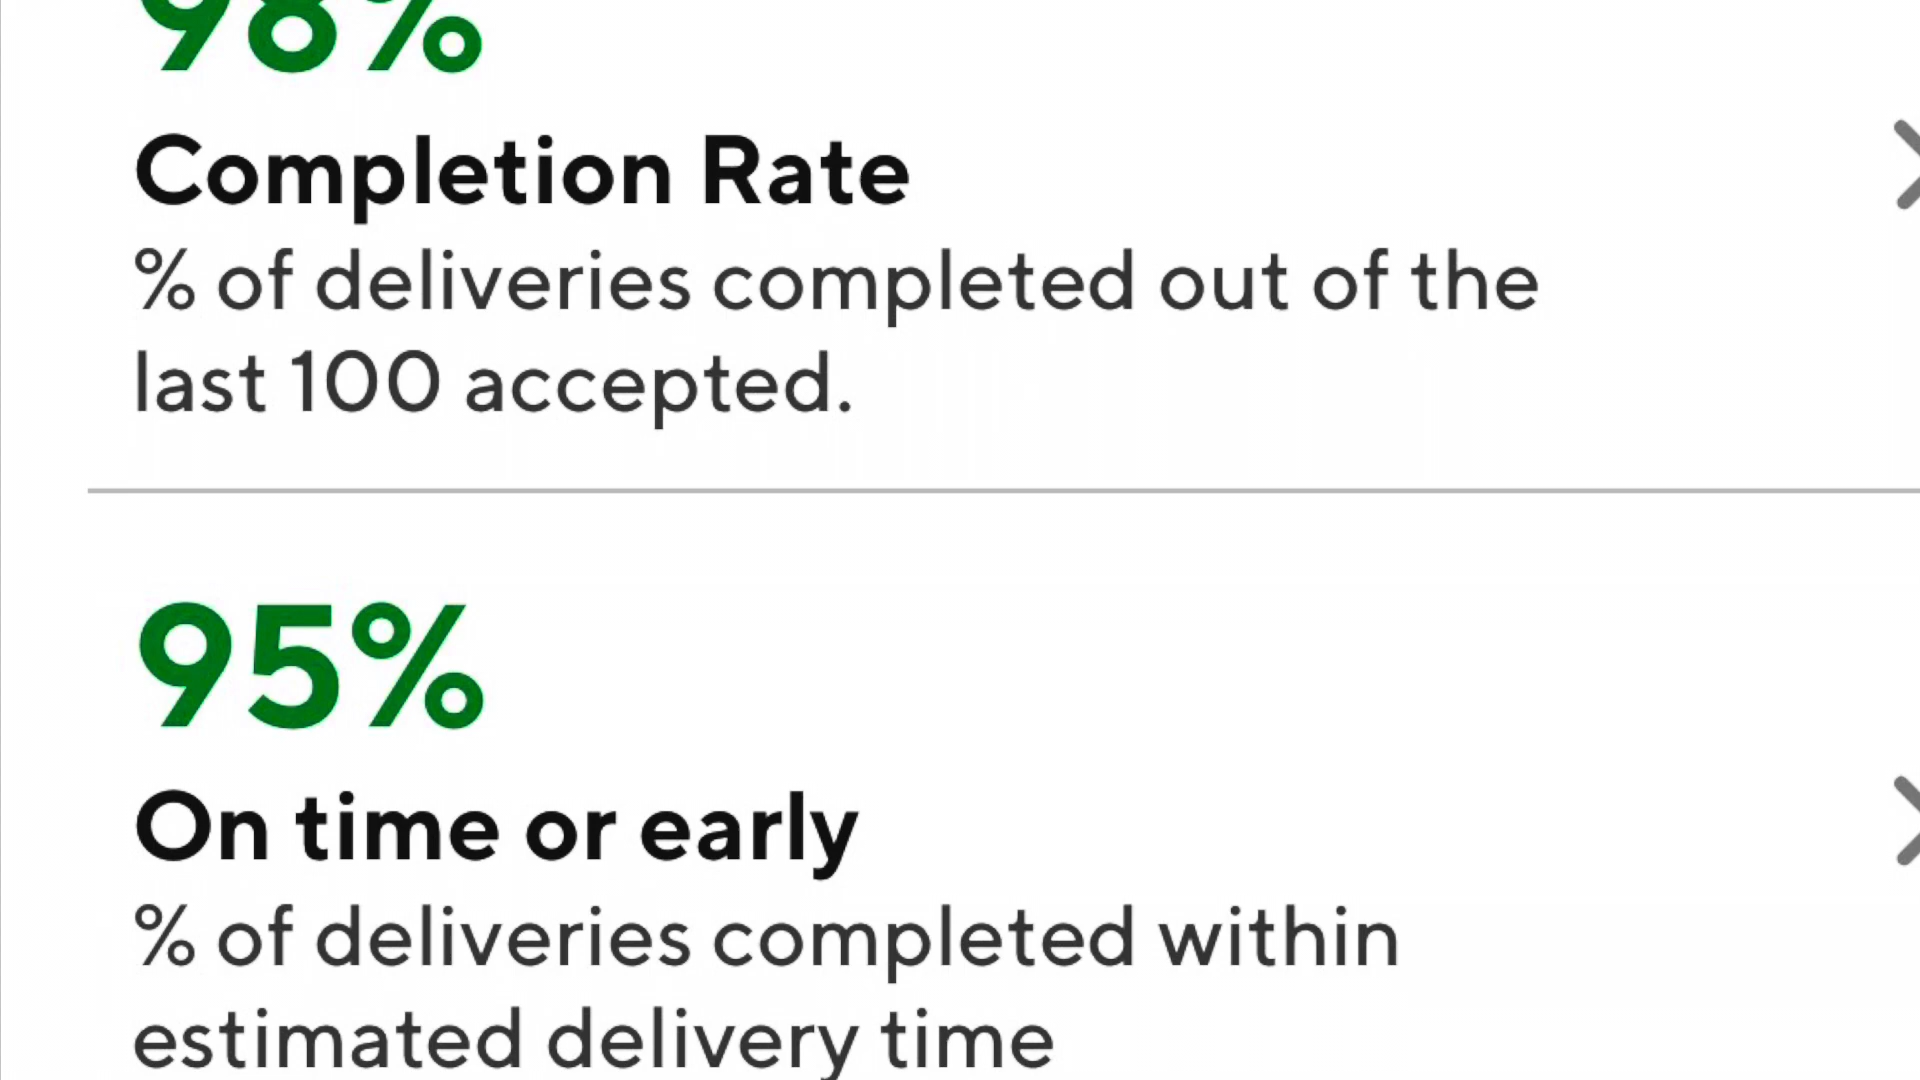 98%
Completion Rate
% of deliveries completed out of the
last 100 accepted.
95%
On time or early
% of deliveries completed within
estimated delivery time